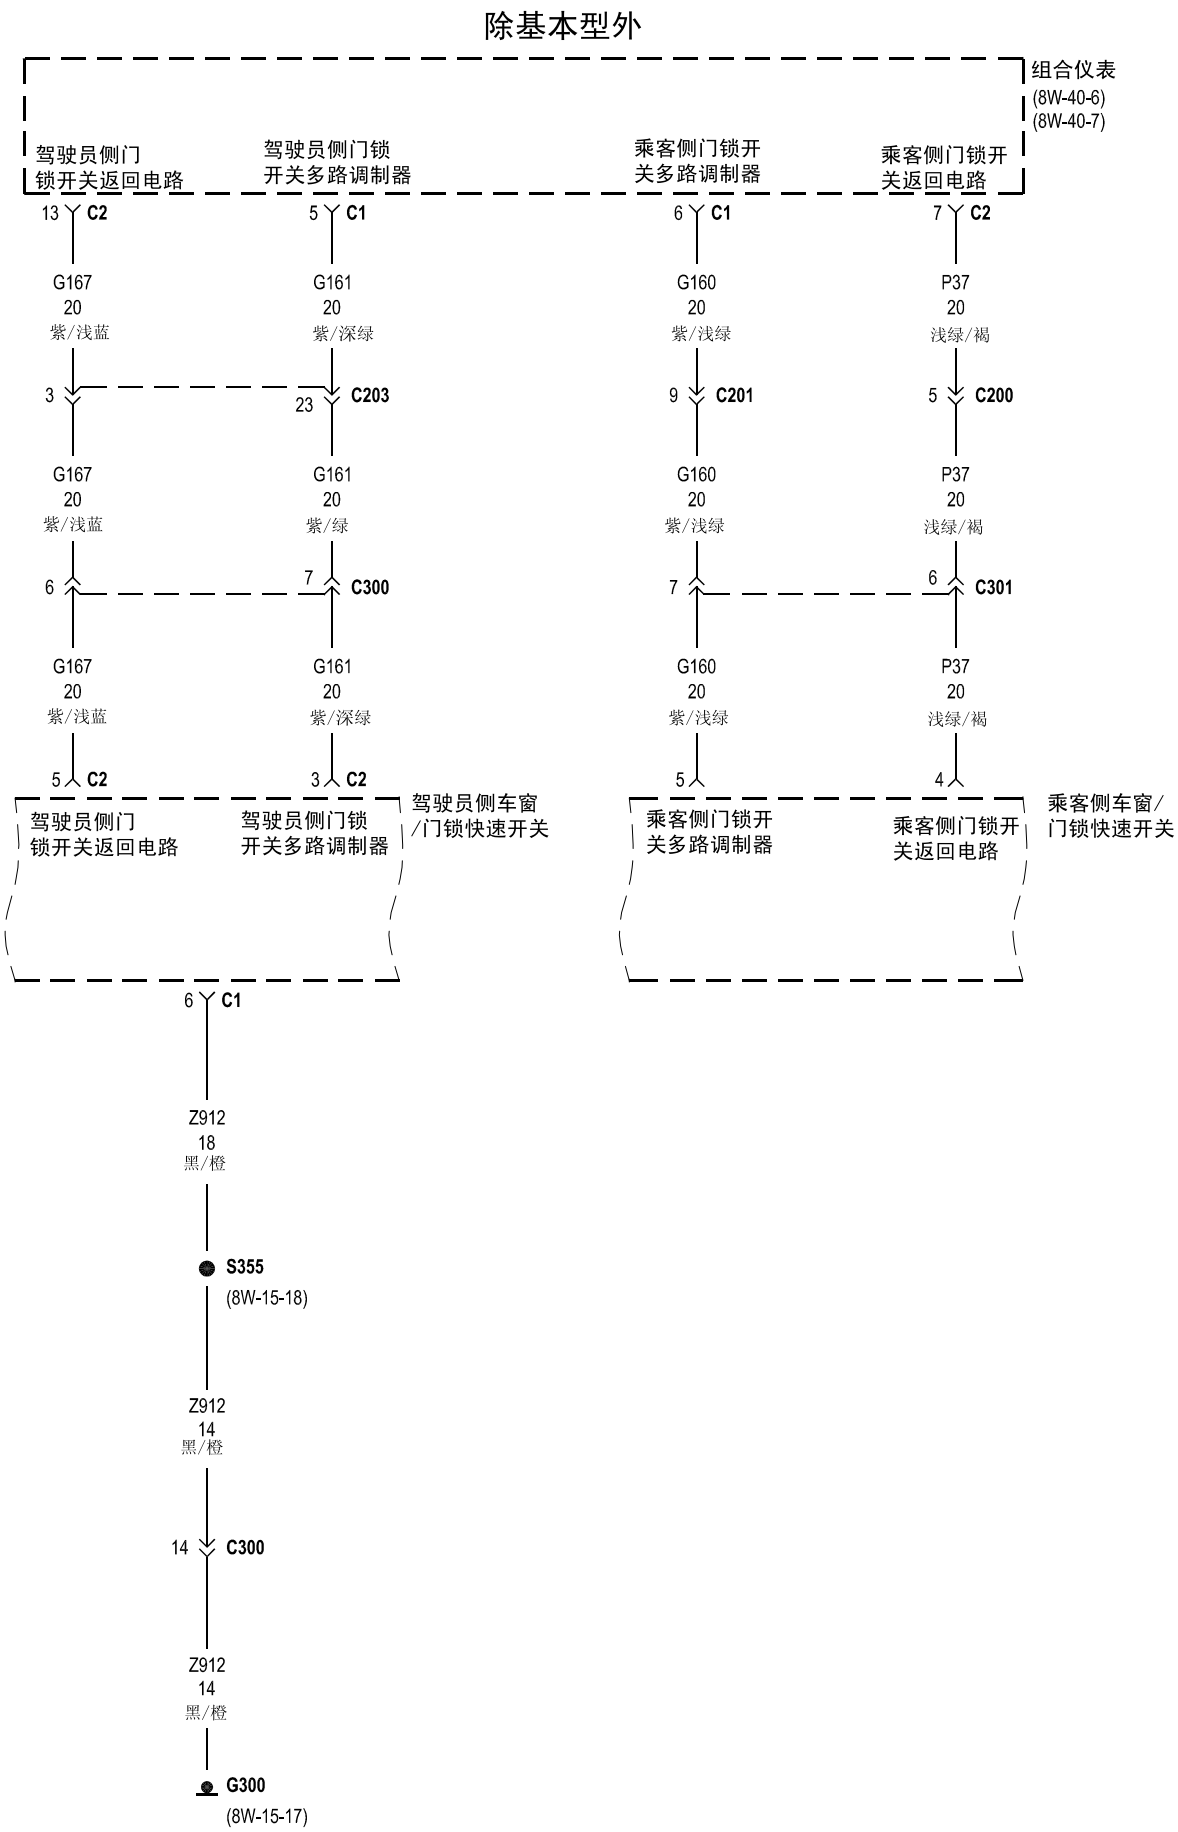 除基本型外
组合仪表
(8W-40-6)
(8W-40-7)
驾驶员侧门
锁开关返回电路
驾驶员侧门锁
开关多路调制器
乘客侧门锁开
关多路调制器
乘客侧门锁开
关返回电路
13 C2
5 C1
6 C1
7 C2
G167
20
紫/浅蓝
G161
20
紫/深绿
G160
20
紫/浅绿
P37
20
浅绿/褐
3
23 C203
9 C201
5 C200
G167
20
紫/浅蓝
G161
20
紫/绿
G160
20
紫/浅绿
P37
20
浅绿/褐
6
7 C300
7
6 C301
G167
20
紫/浅蓝
G161
20
紫/深绿
G160
20
紫/浅绿
P37
20
浅绿/褐
5 C2
3 C2
5
4
驾驶员侧门
锁开关返回电路
驾驶员侧门锁
开关多路调制器
驾驶员侧车窗
/门锁快速开关
乘客侧门锁开
关多路调制器
乘客侧门锁开
关返回电路
乘客侧车窗/
门锁快速开关
6 C1
Z912
18
黑/橙
S355
(8W-15-18)
Z912
14
黑/橙
14 C300
Z912
14
黑/橙
G300
(8W-15-17)